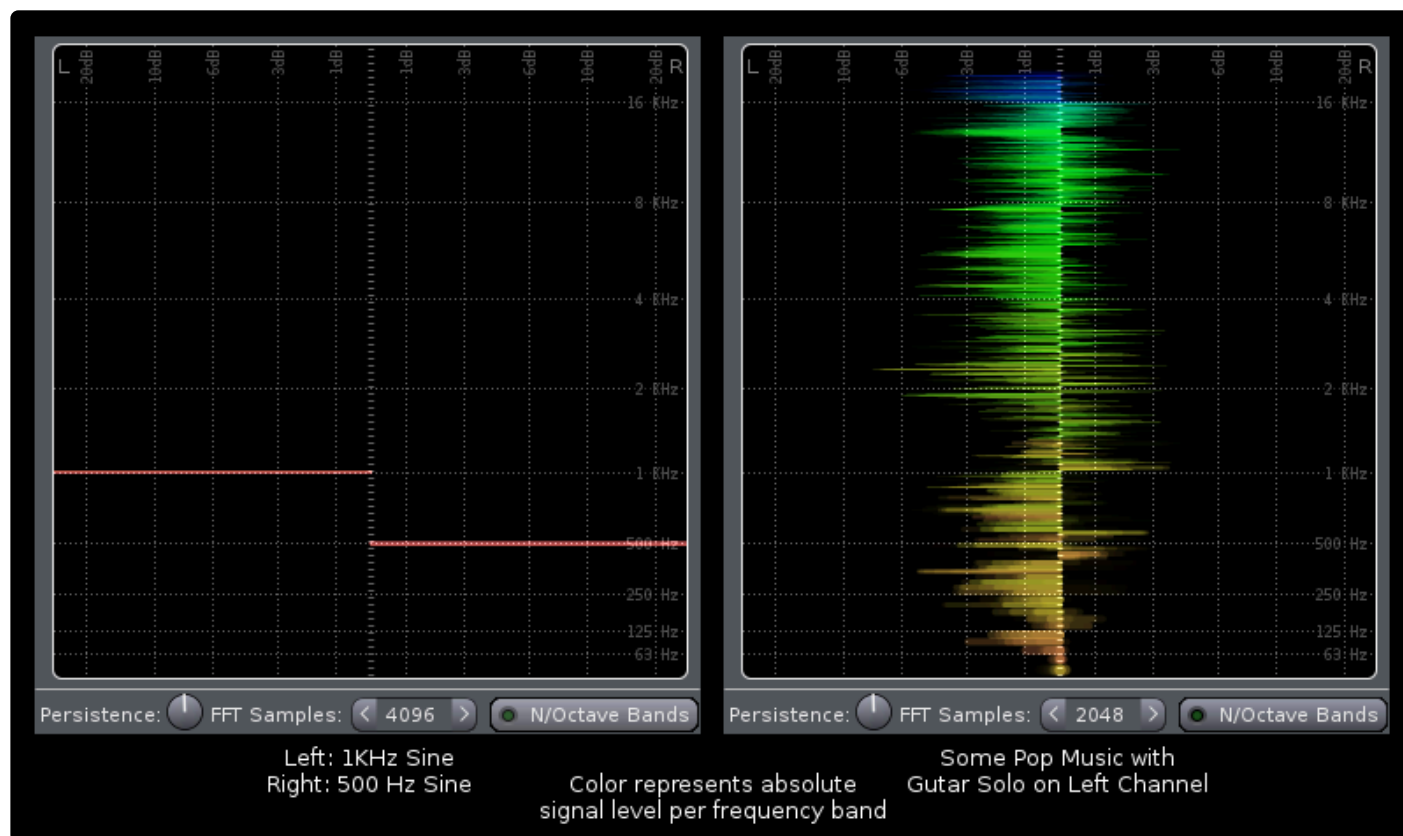 L 20dB 10dB 6dB 3dB 1dB 1dB 3dB 6dB 10dB 20dB R
16 KHz
8 KHz
4 KHz
2 KHz
1 KHz
500 Hz
250 Hz
125 Hz
63 Hz
Persistence: FFT Samples: < 4096 > N/Octave Bands
L 20dB 10dB 6dB 3dB 1dB 1dB 3dB 6dB 10dB 20dB R
16 KHz
8 KHz
4 KHz
2 KHz
1 KHz
500 Hz
250 Hz
125 Hz
63 Hz
Persistence: FFT Samples: < 2048 > N/Octave Bands
Left: 1KHz Sine
Right: 500 Hz Sine
Color represents absolute
signal level per frequency band
Some Pop Music with
Gutar Solo on Left Channel